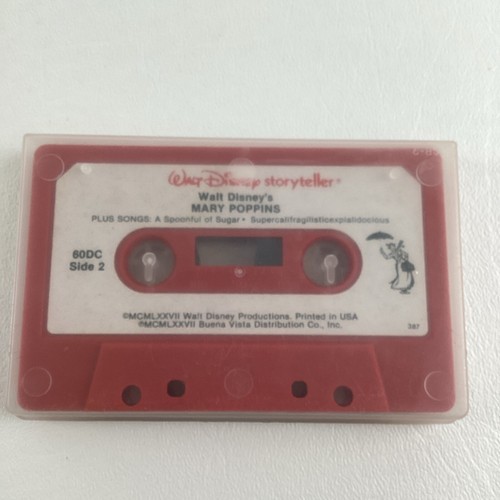 Walt Disney storyteller®
Walt Disney's
MARY POPPINS
PLUS SONGS: A Spoonful of Sugar • Supercalifragilisticexpialidocious
60DC
Side 2
©MCMLXXVII Walt Disney Productions. Printed in USA
℗MCMLXXVII Buena Vista Distribution Co., Inc.
387